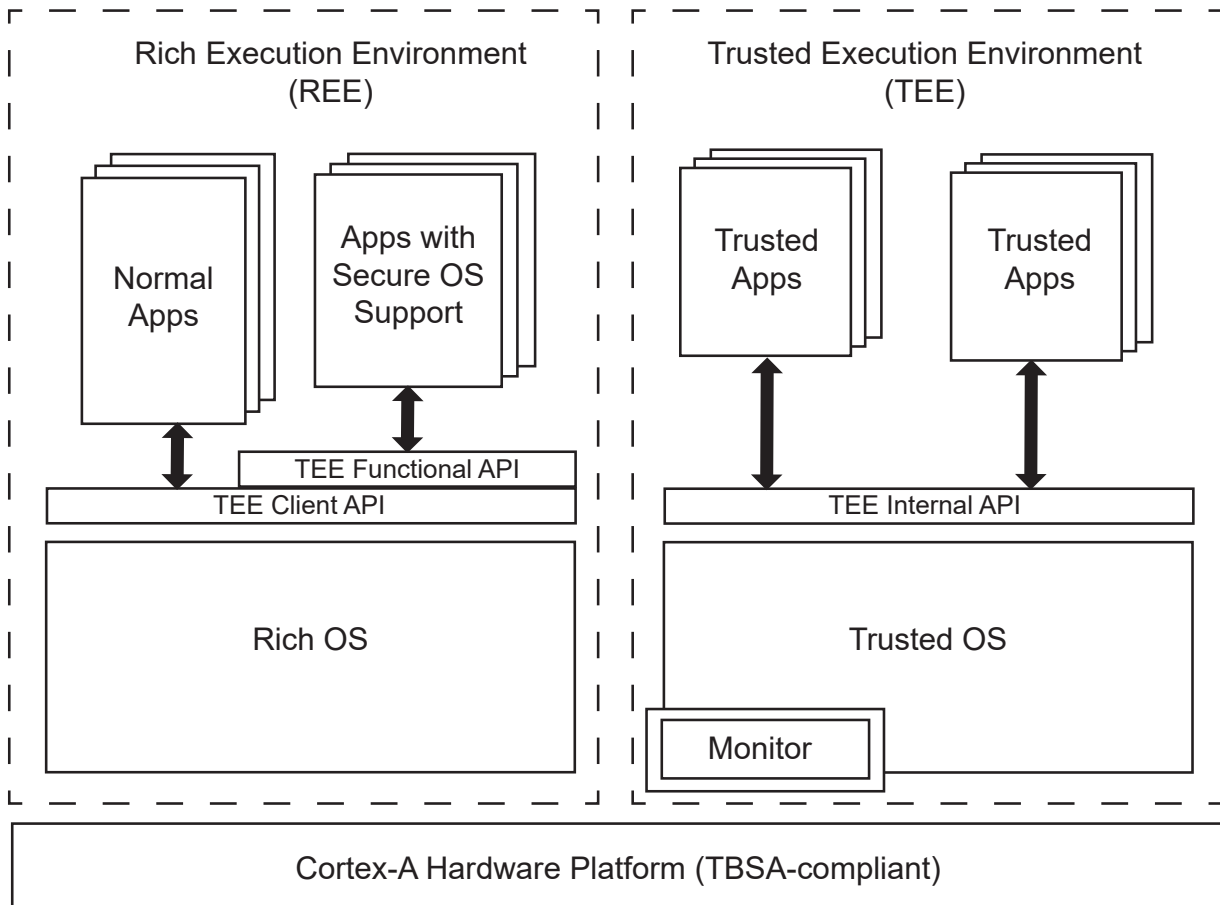 Rich Execution Environment
(REE)
Trusted Execution Environment
(TEE)
Normal
Apps
Apps with
Secure OS
Support
Trusted
Apps
Trusted
Apps
TEE Functional API
TEE Client API
TEE Internal API
Rich OS
Trusted OS
Monitor
Cortex-A Hardware Platform (TBSA-compliant)